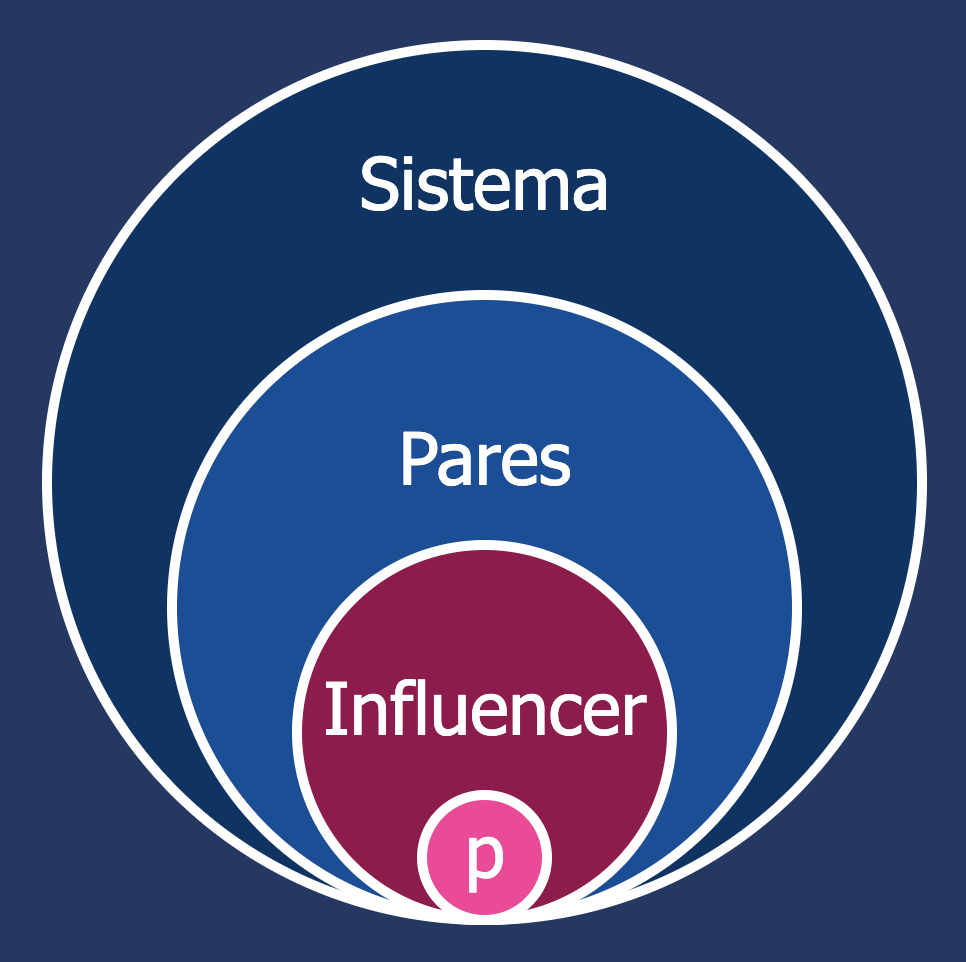 Sistema
Pares
Influencer
p